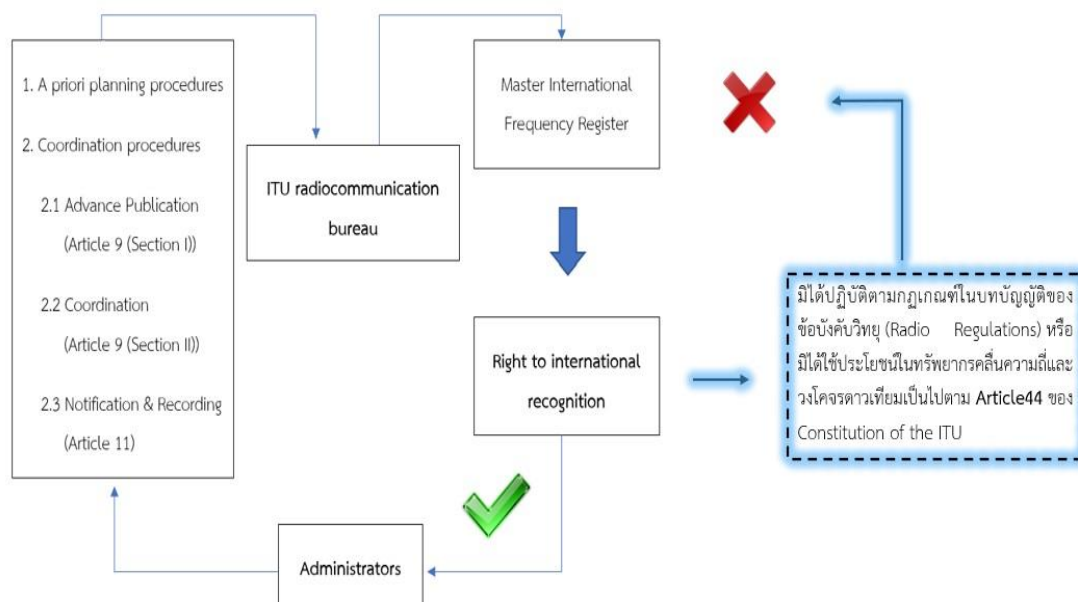 1. A priori planning procedures
2. Coordination procedures
2.1 Advance Publication
(Article 9 (Section I))
2.2 Coordination
(Article 9 (Section II))
2.3 Notification & Recording
(Article 11)
ITU radiocommunication
bureau
Master International
Frequency Register
Right to international
recognition
มิได้ปฏิบัติตามกฏเกณฑ์ในบทบัญญัติของ
ข้อบังคับวิทยุ (Radio Regulations) หรือ
มิได้ใช้ประโยชน์ในทรัพยากรคลื่นความถี่และ
วงโคจรดาวเทียมเป็นไปตาม Article44 ของ
Constitution of the ITU
Administrators